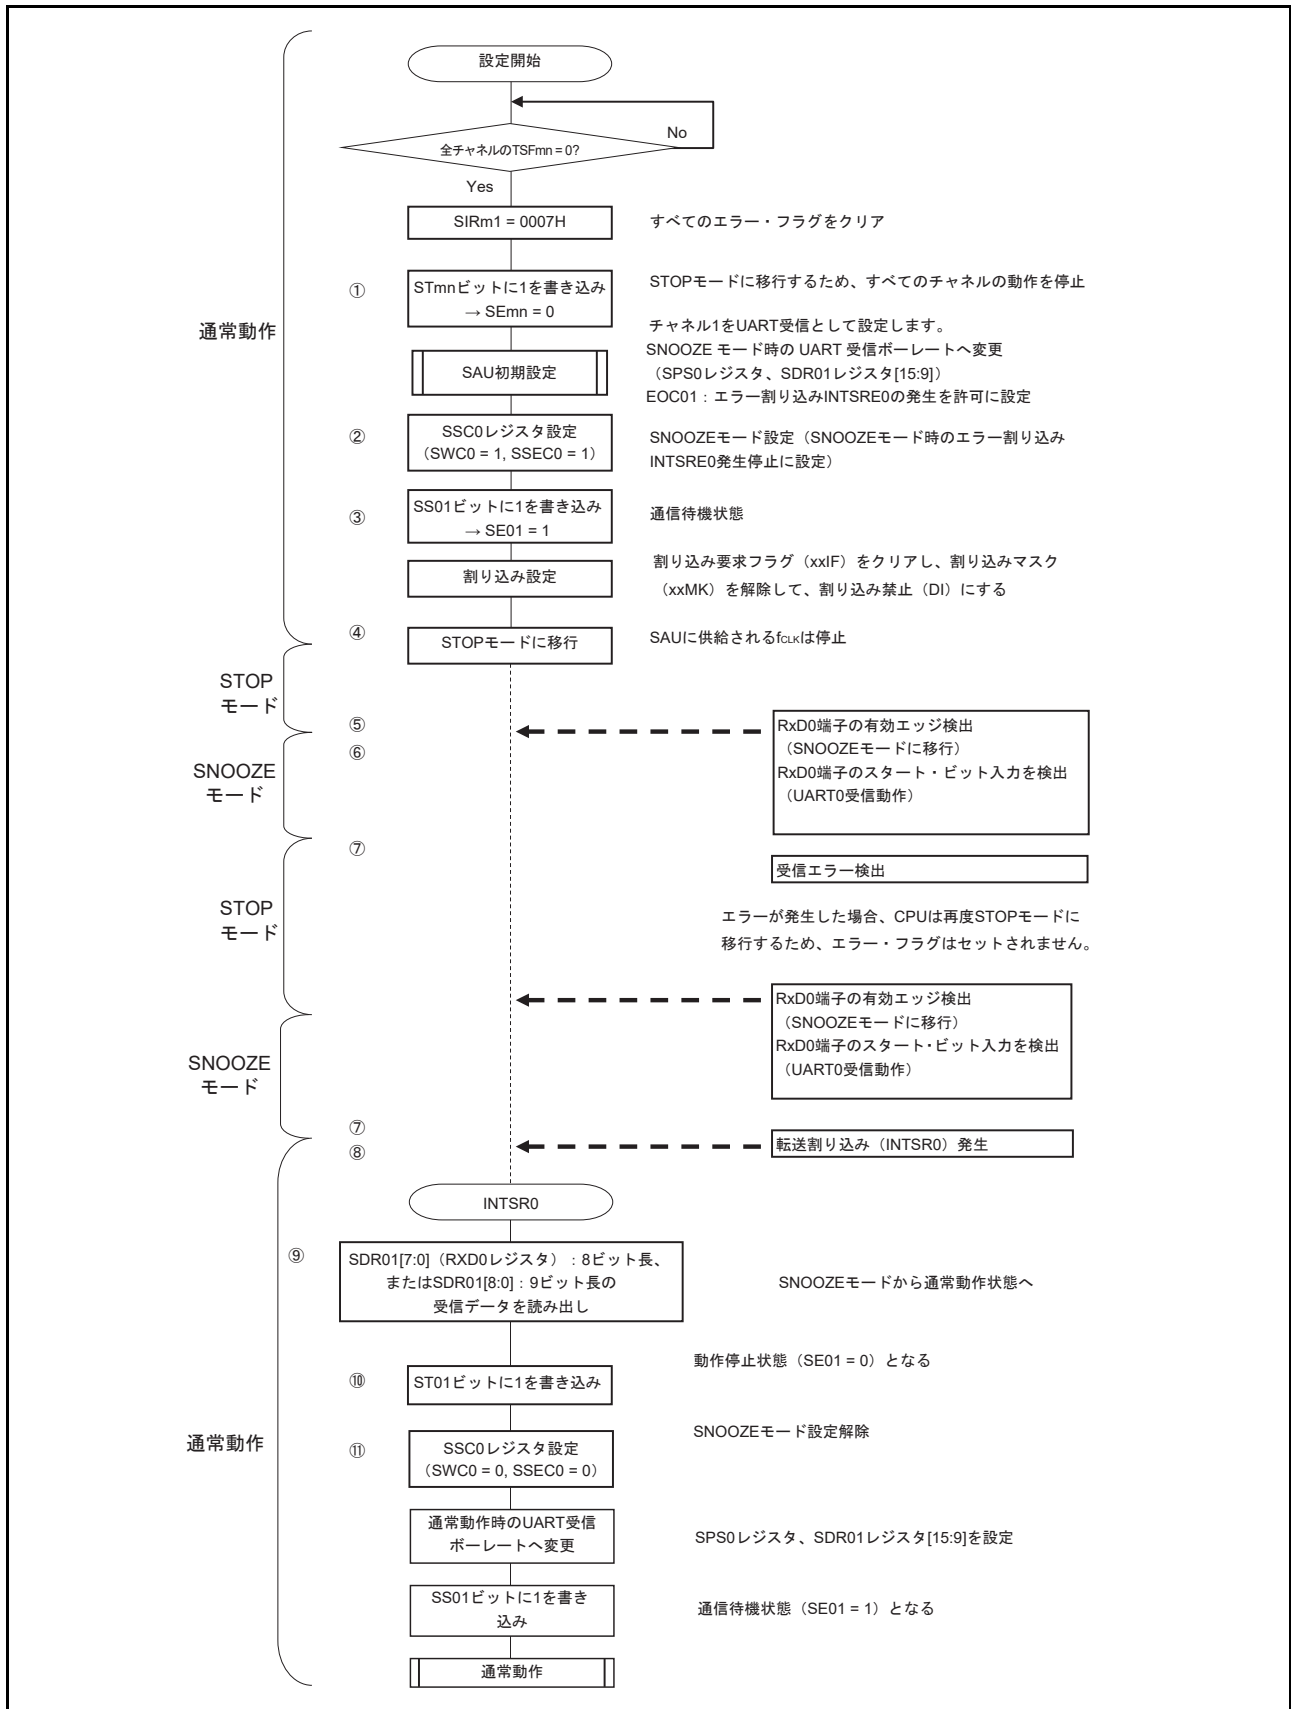 設定開始
No
全チャネルのTSFmn = 0?
Yes
SIRm1 = 0007H
すべてのエラー・フラグをクリア
通常動作
①
STmnビットに1を書き込み
→ SEmn = 0
STOPモードに移行するため、すべてのチャネルの動作を停止
SAU初期設定
チャネル1をUART受信として設定します。
SNOOZE モード時の UART 受信ボーレートへ変更
（SPS0レジスタ、SDR01レジスタ[15:9]）
EOC01：エラー割り込みINTSRE0の発生を許可に設定
②
SSC0レジスタ設定
（SWC0 = 1, SSEC0 = 1）
SNOOZEモード設定（SNOOZEモード時のエラー割り込み
INTSRE0発生停止に設定）
③
SS01ビットに1を書き込み
→ SE01 = 1
通信待機状態
割り込み設定
割り込み要求フラグ（xxIF）をクリアし、割り込みマスク
（xxMK）を解除して、割り込み禁止（DI）にする
④
STOPモードに移行
SAUに供給されるfCLKは停止
STOP
モード
⑤
RxD0端子の有効エッジ検出
（SNOOZEモードに移行）
RxD0端子のスタート・ビット入力を検出
（UART0受信動作）
⑥
SNOOZE
モード
⑦
受信エラー検出
STOP
モード
エラーが発生した場合、CPUは再度STOPモードに
移行するため、エラー・フラグはセットされません。
RxD0端子の有効エッジ検出
（SNOOZEモードに移行）
RxD0端子のスタート・ビット入力を検出
（UART0受信動作）
SNOOZE
モード
⑦
⑧
転送割り込み（INTSR0）発生
INTSR0
⑨
SDR01[7:0]（RXD0レジスタ）：8ビット長、
またはSDR01[8:0]：9ビット長の
受信データを読み出し
SNOOZEモードから通常動作状態へ
動作停止状態（SE01 = 0）となる
⑩
ST01ビットに1を書き込み
通常動作
SNOOZEモード設定解除
⑪
SSC0レジスタ設定
（SWC0 = 0, SSEC0 = 0）
通常動作時のUART受信
ボーレートへ変更
SPS0レジスタ、SDR01レジスタ[15:9]を設定
SS01ビットに1を書き
込み
通信待機状態（SE01 = 1）となる
通常動作